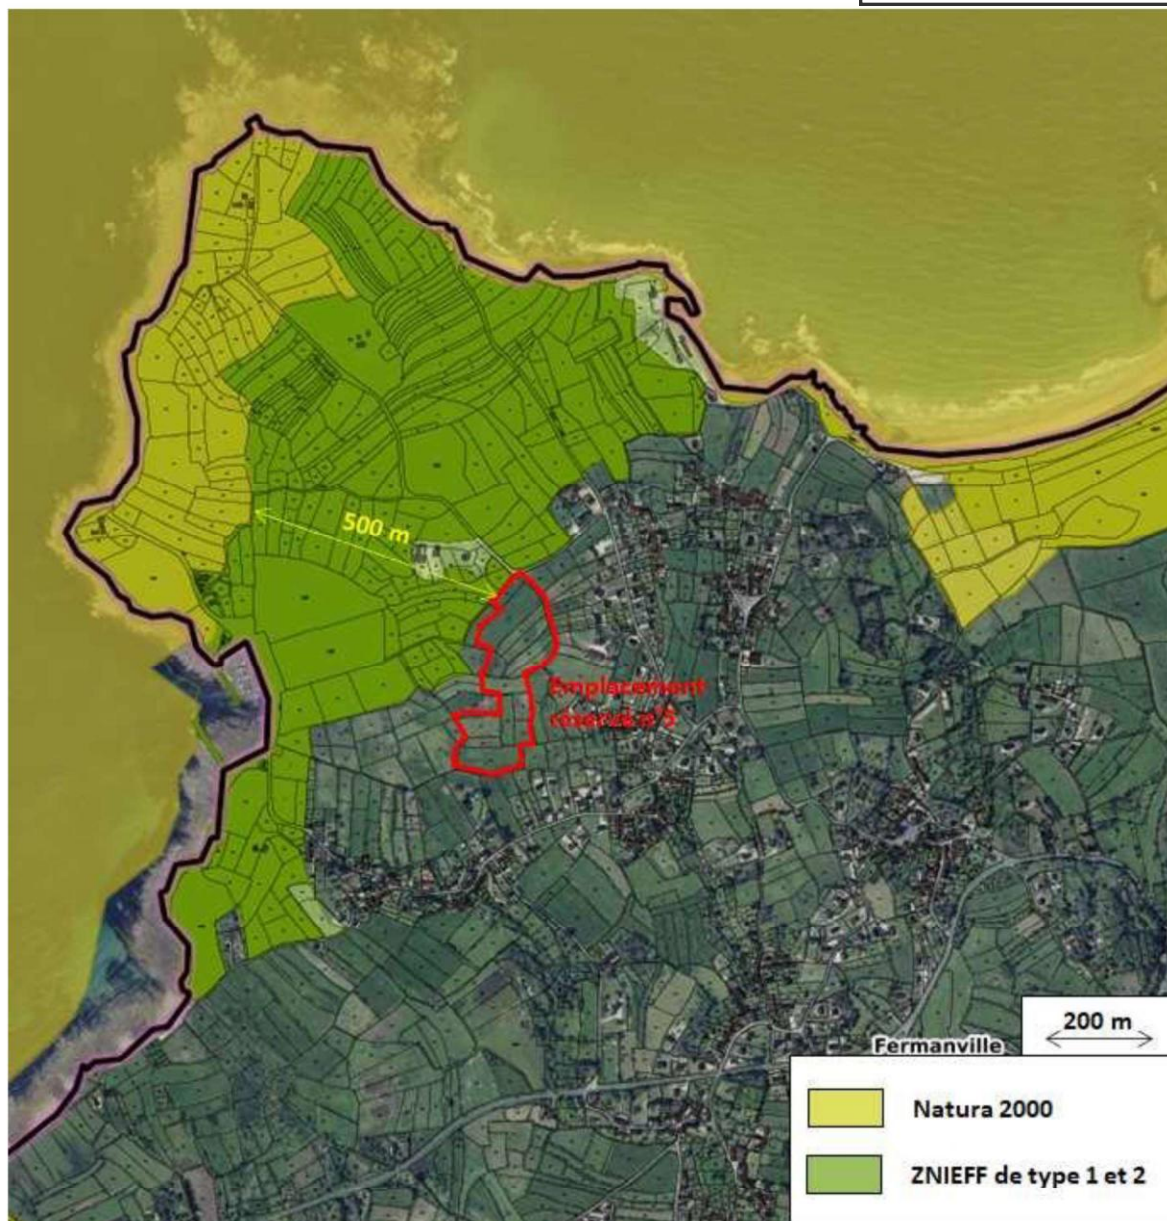 500 m
Emplacement
réservé n°5
200 m
Fermanville
Natura 2000
ZNIEFF de type 1 et 2